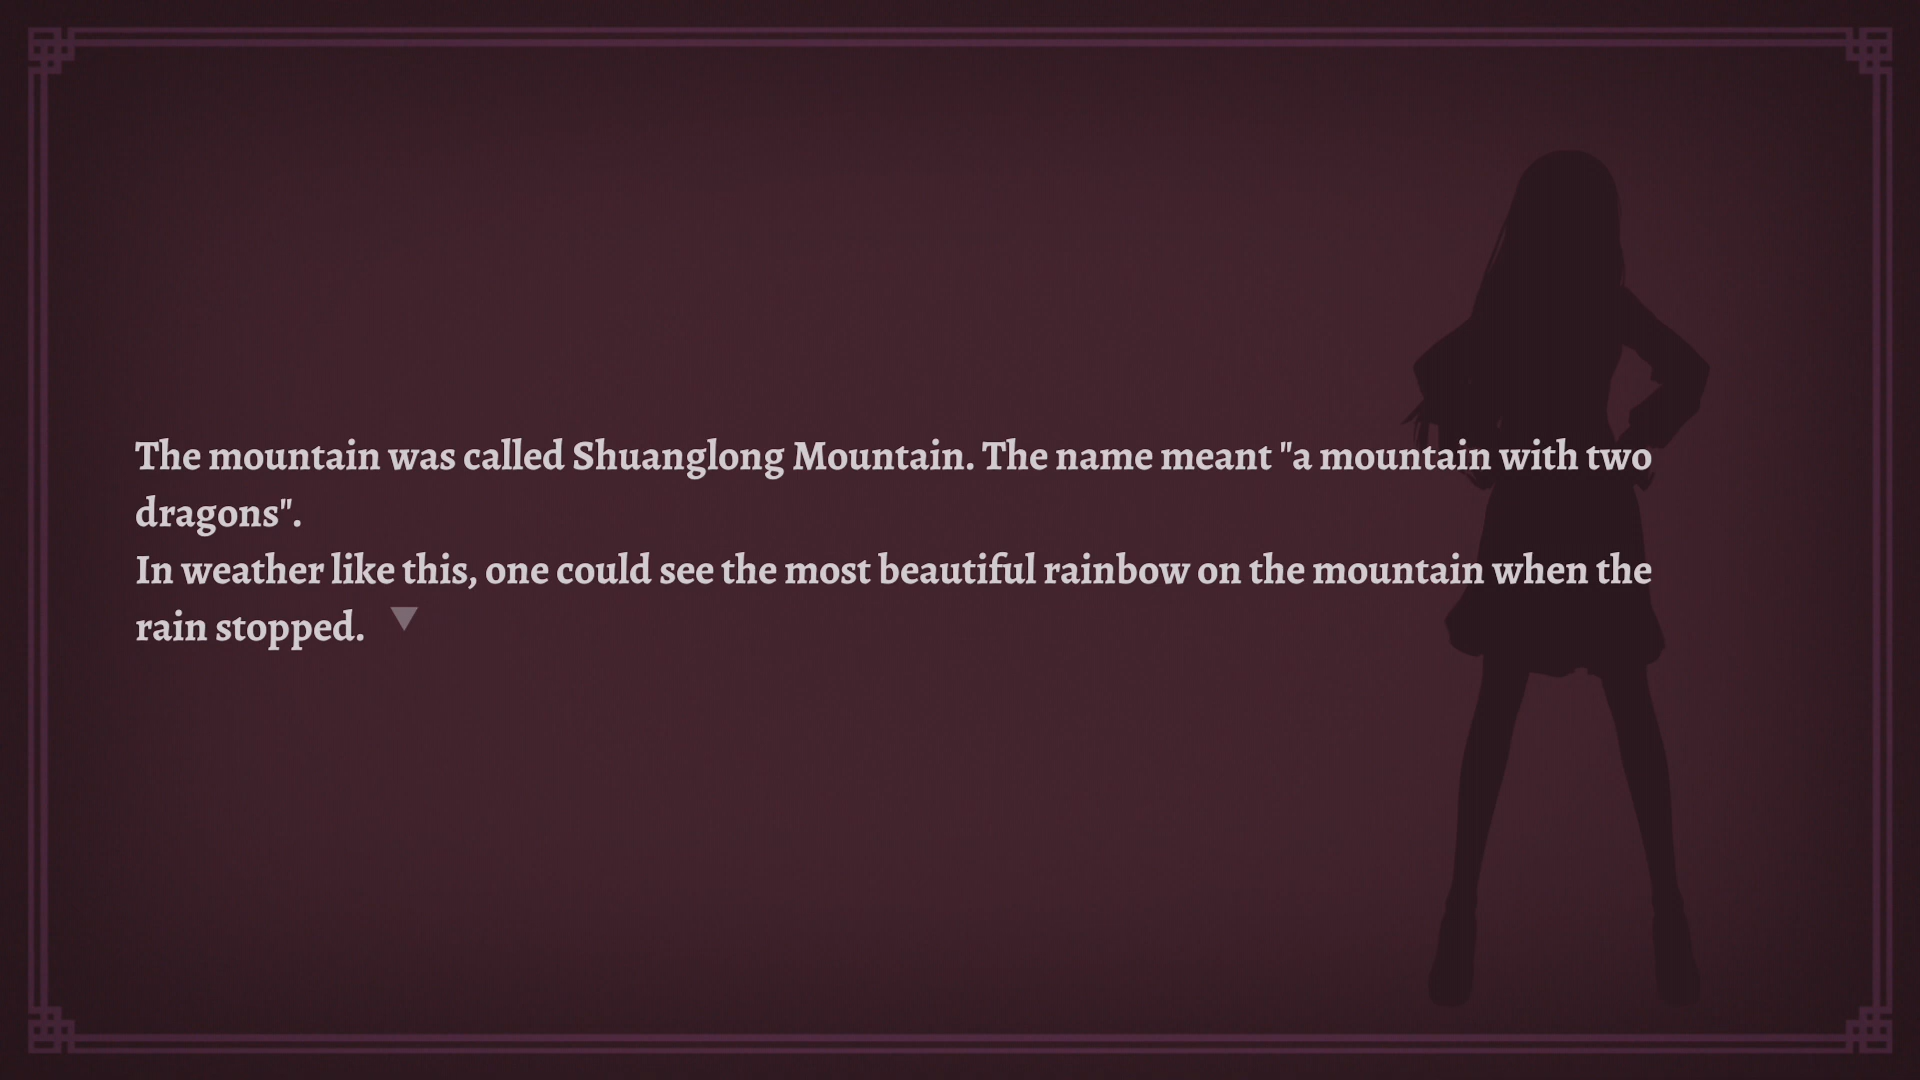 The mountain was called Shuanglong Mountain. The name meant "a mountain with two
dragons".
In weather like this, one could see the most beautiful rainbow on the mountain when the
rain stopped.